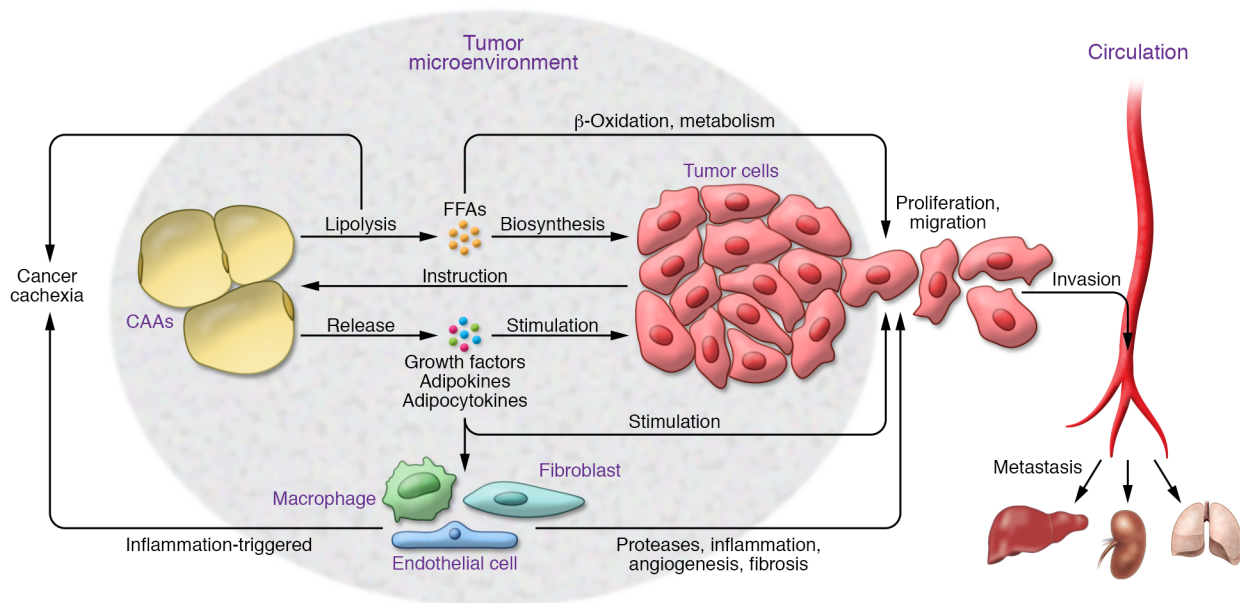 Tumor
microenvironment
Circulation
β-Oxidation, metabolism
Tumor cells
Proliferation,
migration
FFAs
Lipolysis
Biosynthesis
Instruction
Invasion
Cancer
cachexia
CAAs
Release
Stimulation
Growth factors
Adipokines
Adipocytokines
Stimulation
Fibroblast
Macrophage
Metastasis
Inflammation-triggered
Endothelial cell
Proteases, inflammation,
angiogenesis, fibrosis